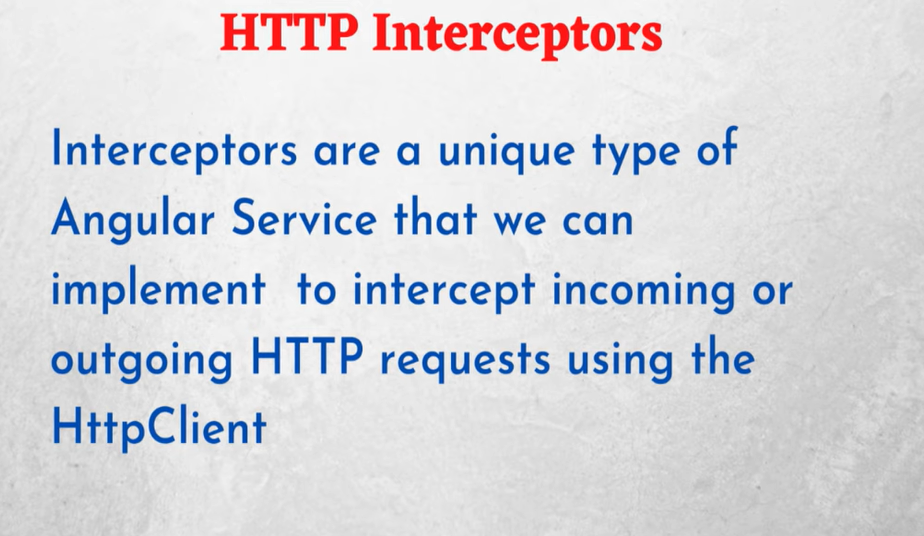 HTTP Interceptors
Interceptors are a unique type of
Angular Service that we can
implement to intercept incoming or
outgoing HTTP requests using the
HttpClient